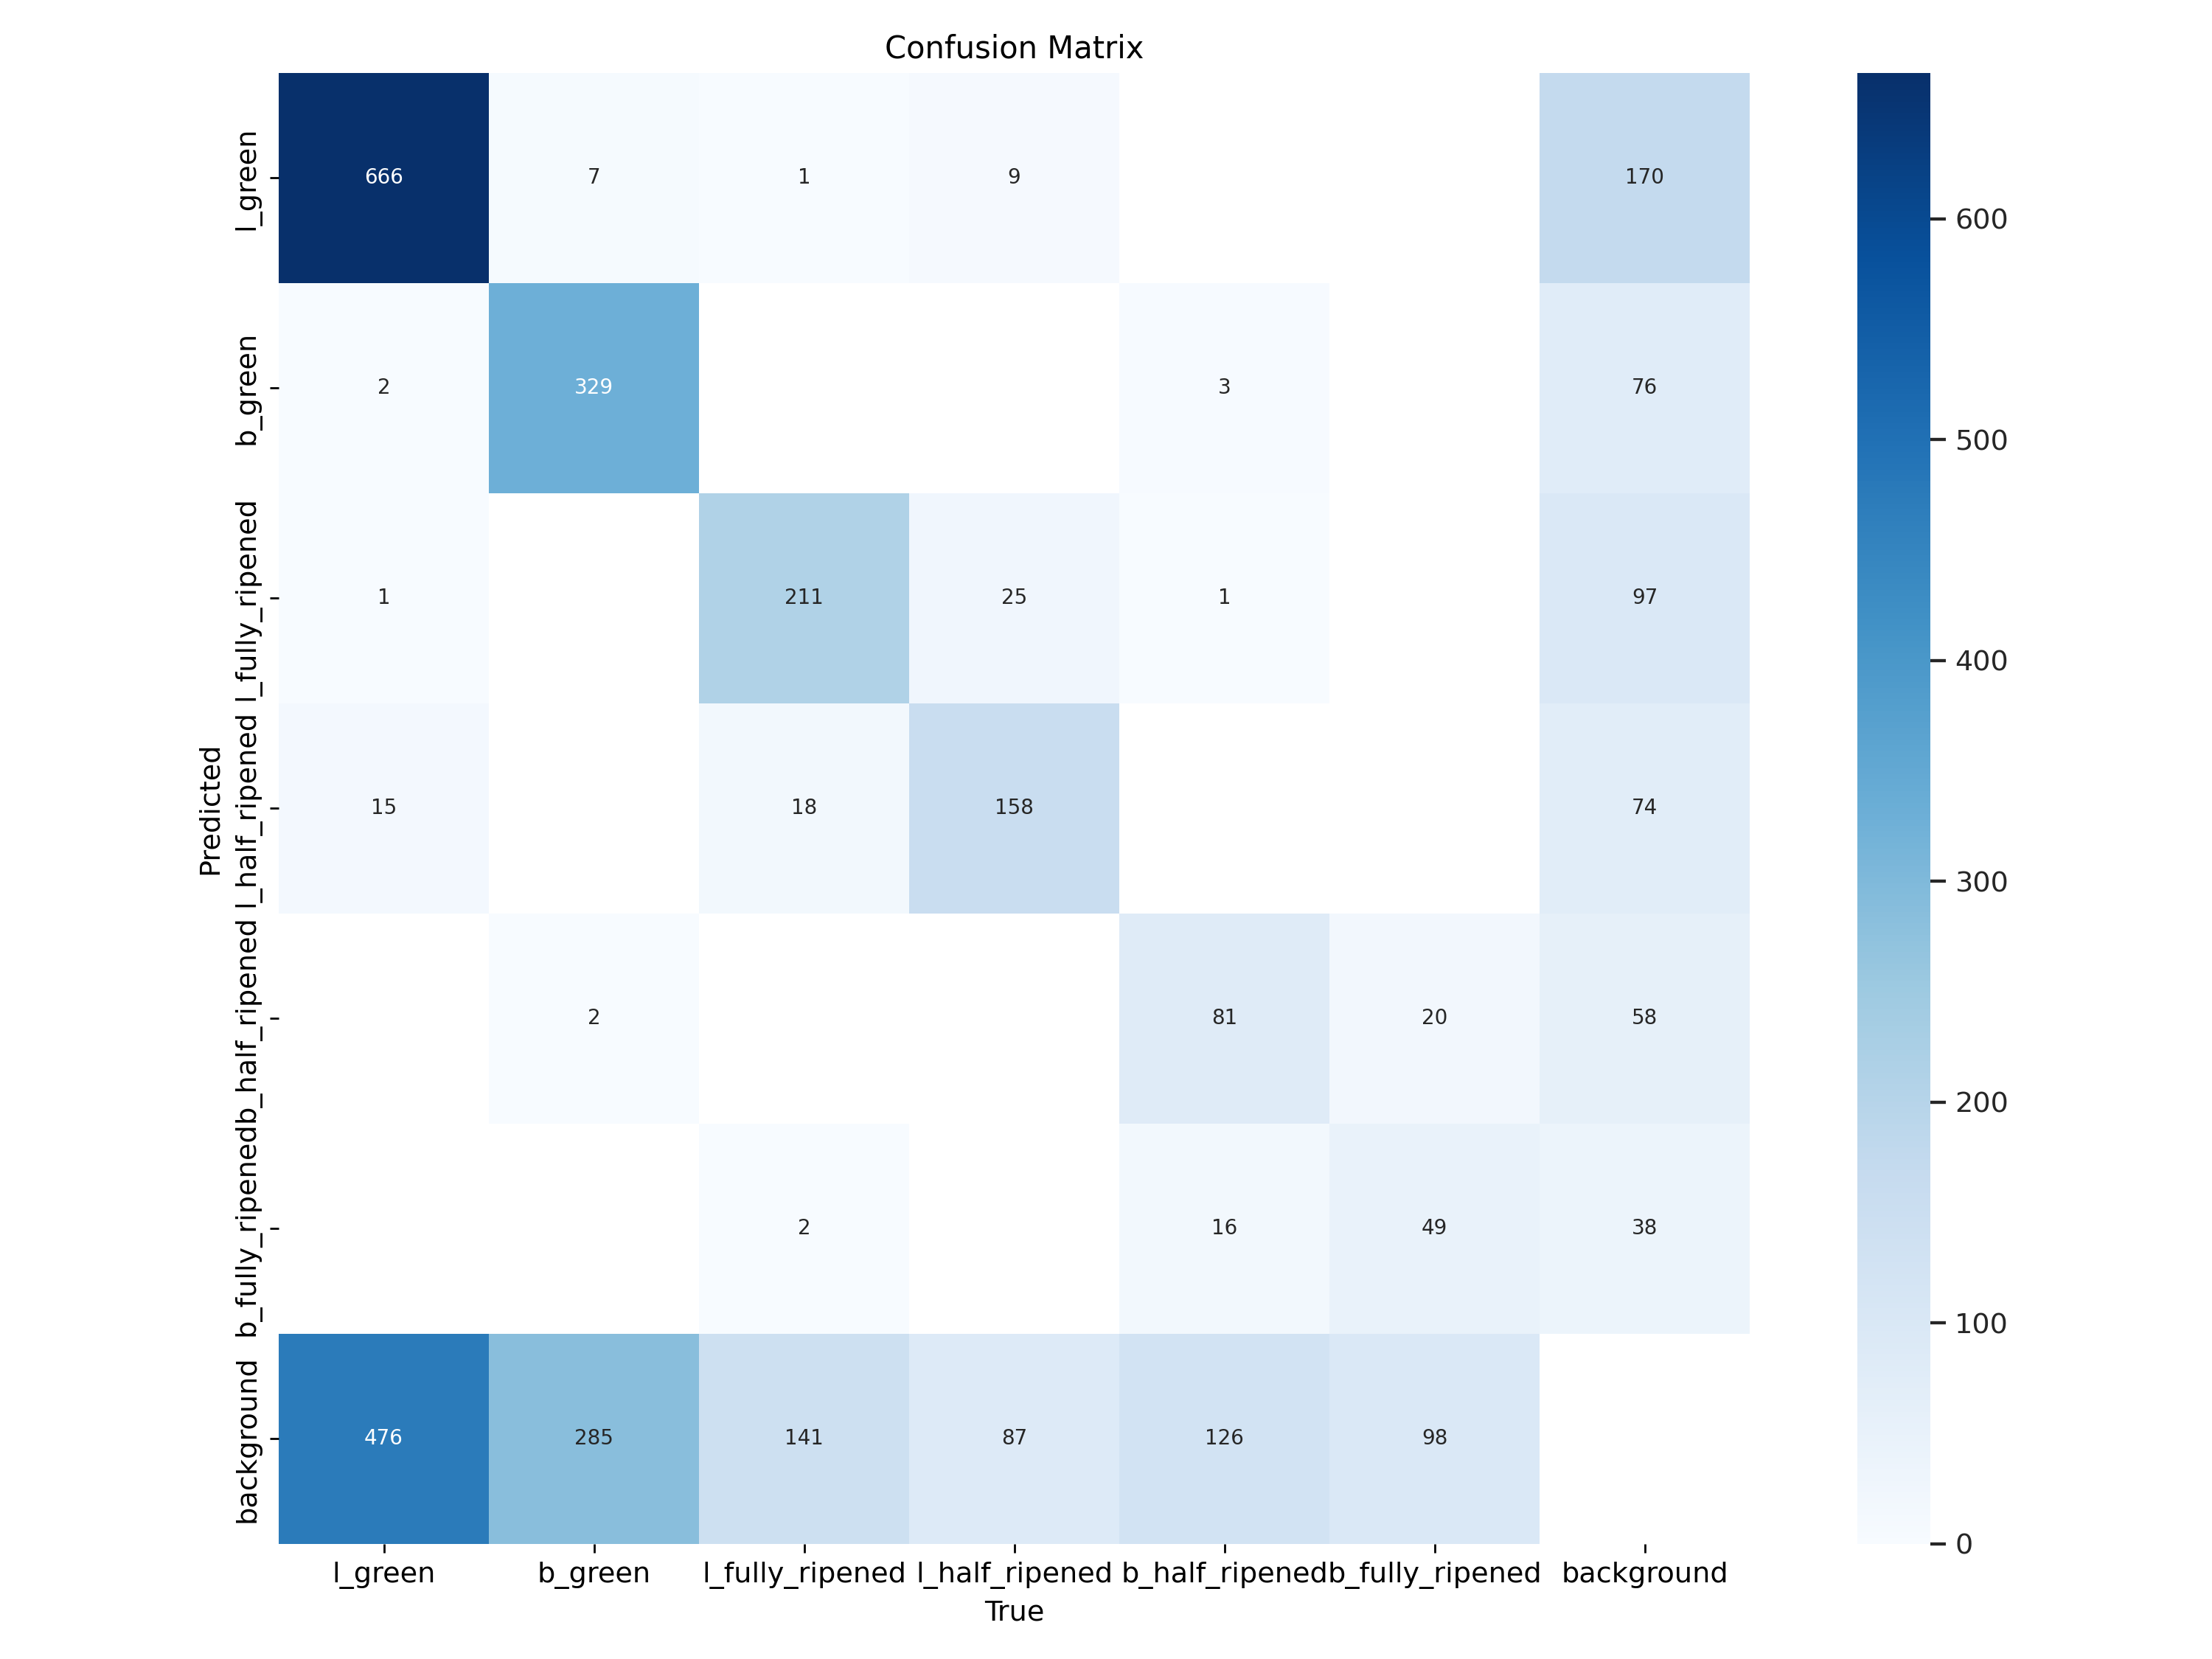 Confusion Matrix
Predicted
l_green
666 7 1 9 170
b_green
2 329 3 76
l_fully_ripened
1 211 25 1 97
l_half_ripened
15 18 158 74
b_half_ripened
2 81 20 58
b_fully_ripened
2 16 49 38
background
476 285 141 87 126 98
l_green b_green l_fully_ripened l_half_ripened b_half_ripened b_fully_ripened background
True
600
500
400
300
200
100
0